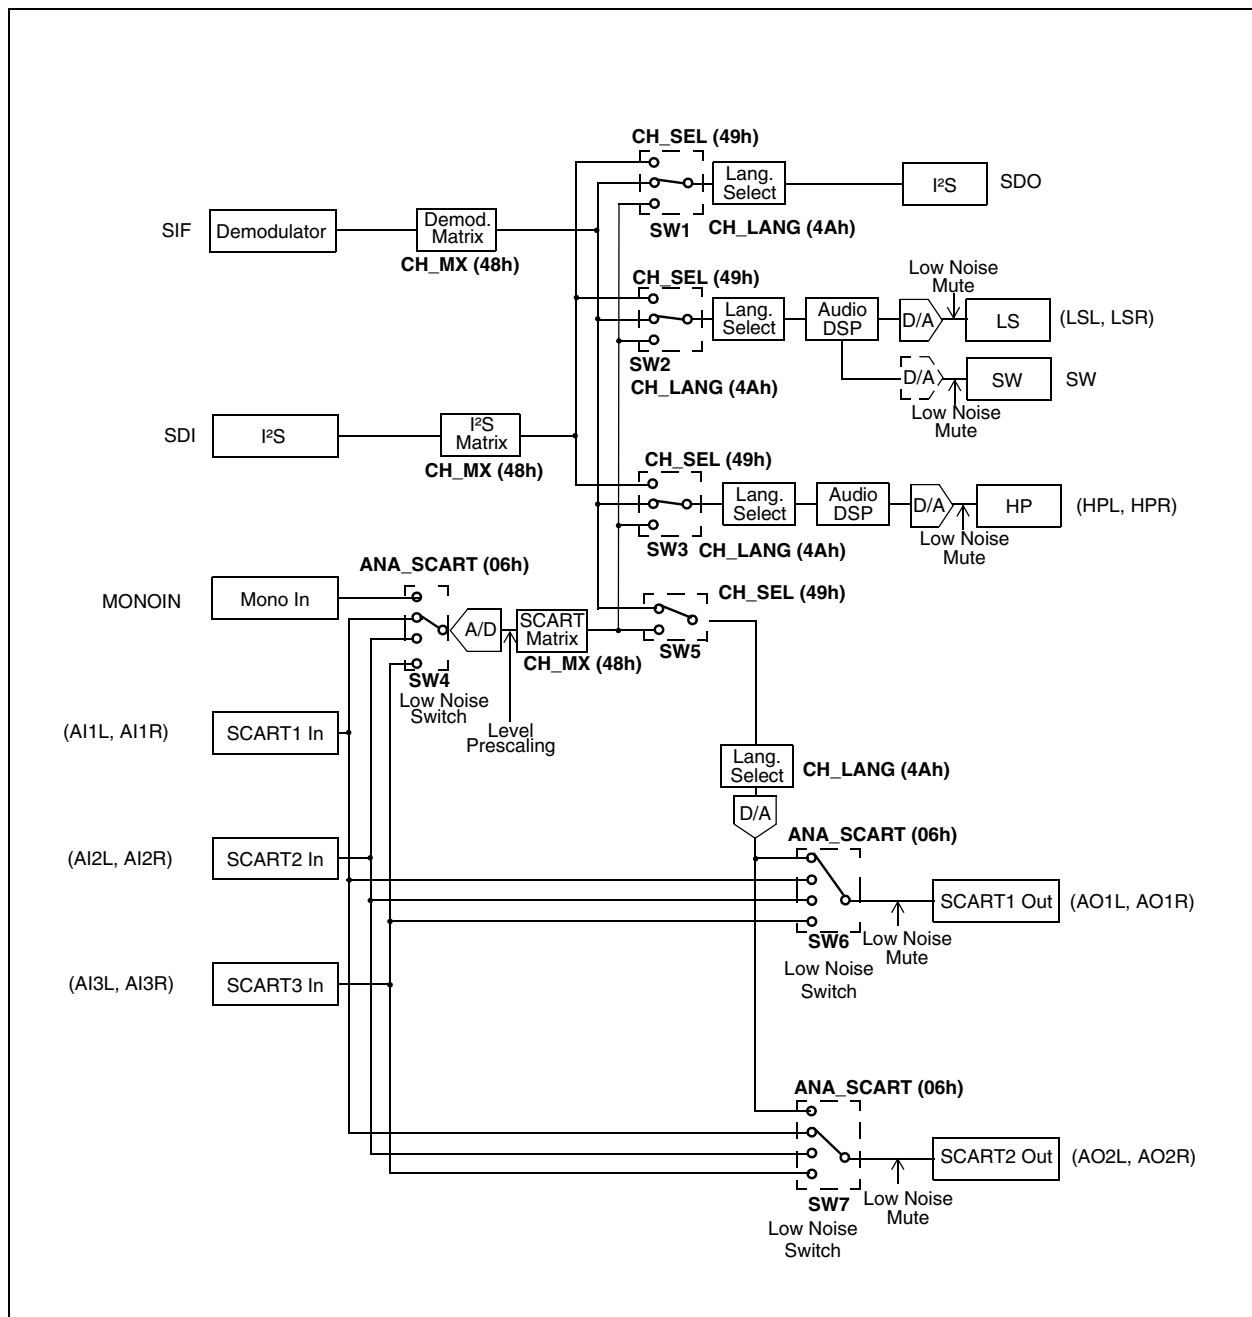 CH_SEL (49h)
Lang.
Select
I²S
SDO
SW1
CH_LANG (4Ah)
SIF
Demodulator
Demod.
Matrix
CH_MX (48h)
CH_SEL (49h)
Lang.
Select
Audio
DSP
D/A
Low Noise
Mute
LS
(LSL, LSR)
SW2
CH_LANG (4Ah)
D/A
SW
SW
Low Noise
Mute
SDI
I²S
I²S
Matrix
CH_MX (48h)
CH_SEL (49h)
Lang.
Select
Audio
DSP
D/A
HP
(HPL, HPR)
Low Noise
Mute
SW3
CH_LANG (4Ah)
ANA_SCART (06h)
MONOIN
Mono In
A/D
SCART
Matrix
CH_MX (48h)
CH_SEL (49h)
SW5
SW4
Low Noise
Switch
Level
Prescaling
(AI1L, AI1R)
SCART1 In
Lang.
Select
CH_LANG (4Ah)
D/A
(AI2L, AI2R)
SCART2 In
ANA_SCART (06h)
SCART1 Out
(AO1L, AO1R)
SW6
Low Noise
Switch
Low Noise
Mute
(AI3L, AI3R)
SCART3 In
ANA_SCART (06h)
SCART2 Out
(AO2L, AO2R)
SW7
Low Noise
Switch
Low Noise
Mute